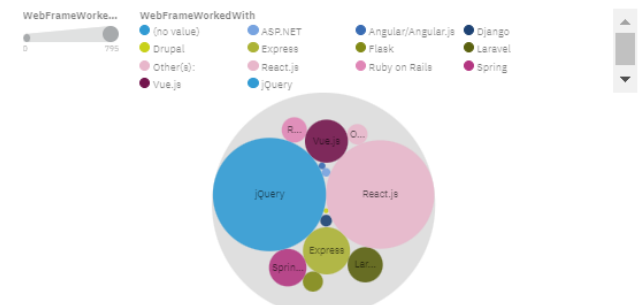 WebFrameWorke... WebFrameWorkedWith
(no value) ASP.NET Angular/Angular.js Django
0 795 Drupal Express Flask Laravel
Other(s): React.js Ruby on Rails Spring
Vue.js jQuery
R... Vue.js O...
jQuery React.js
Express
Sprin... Lar...